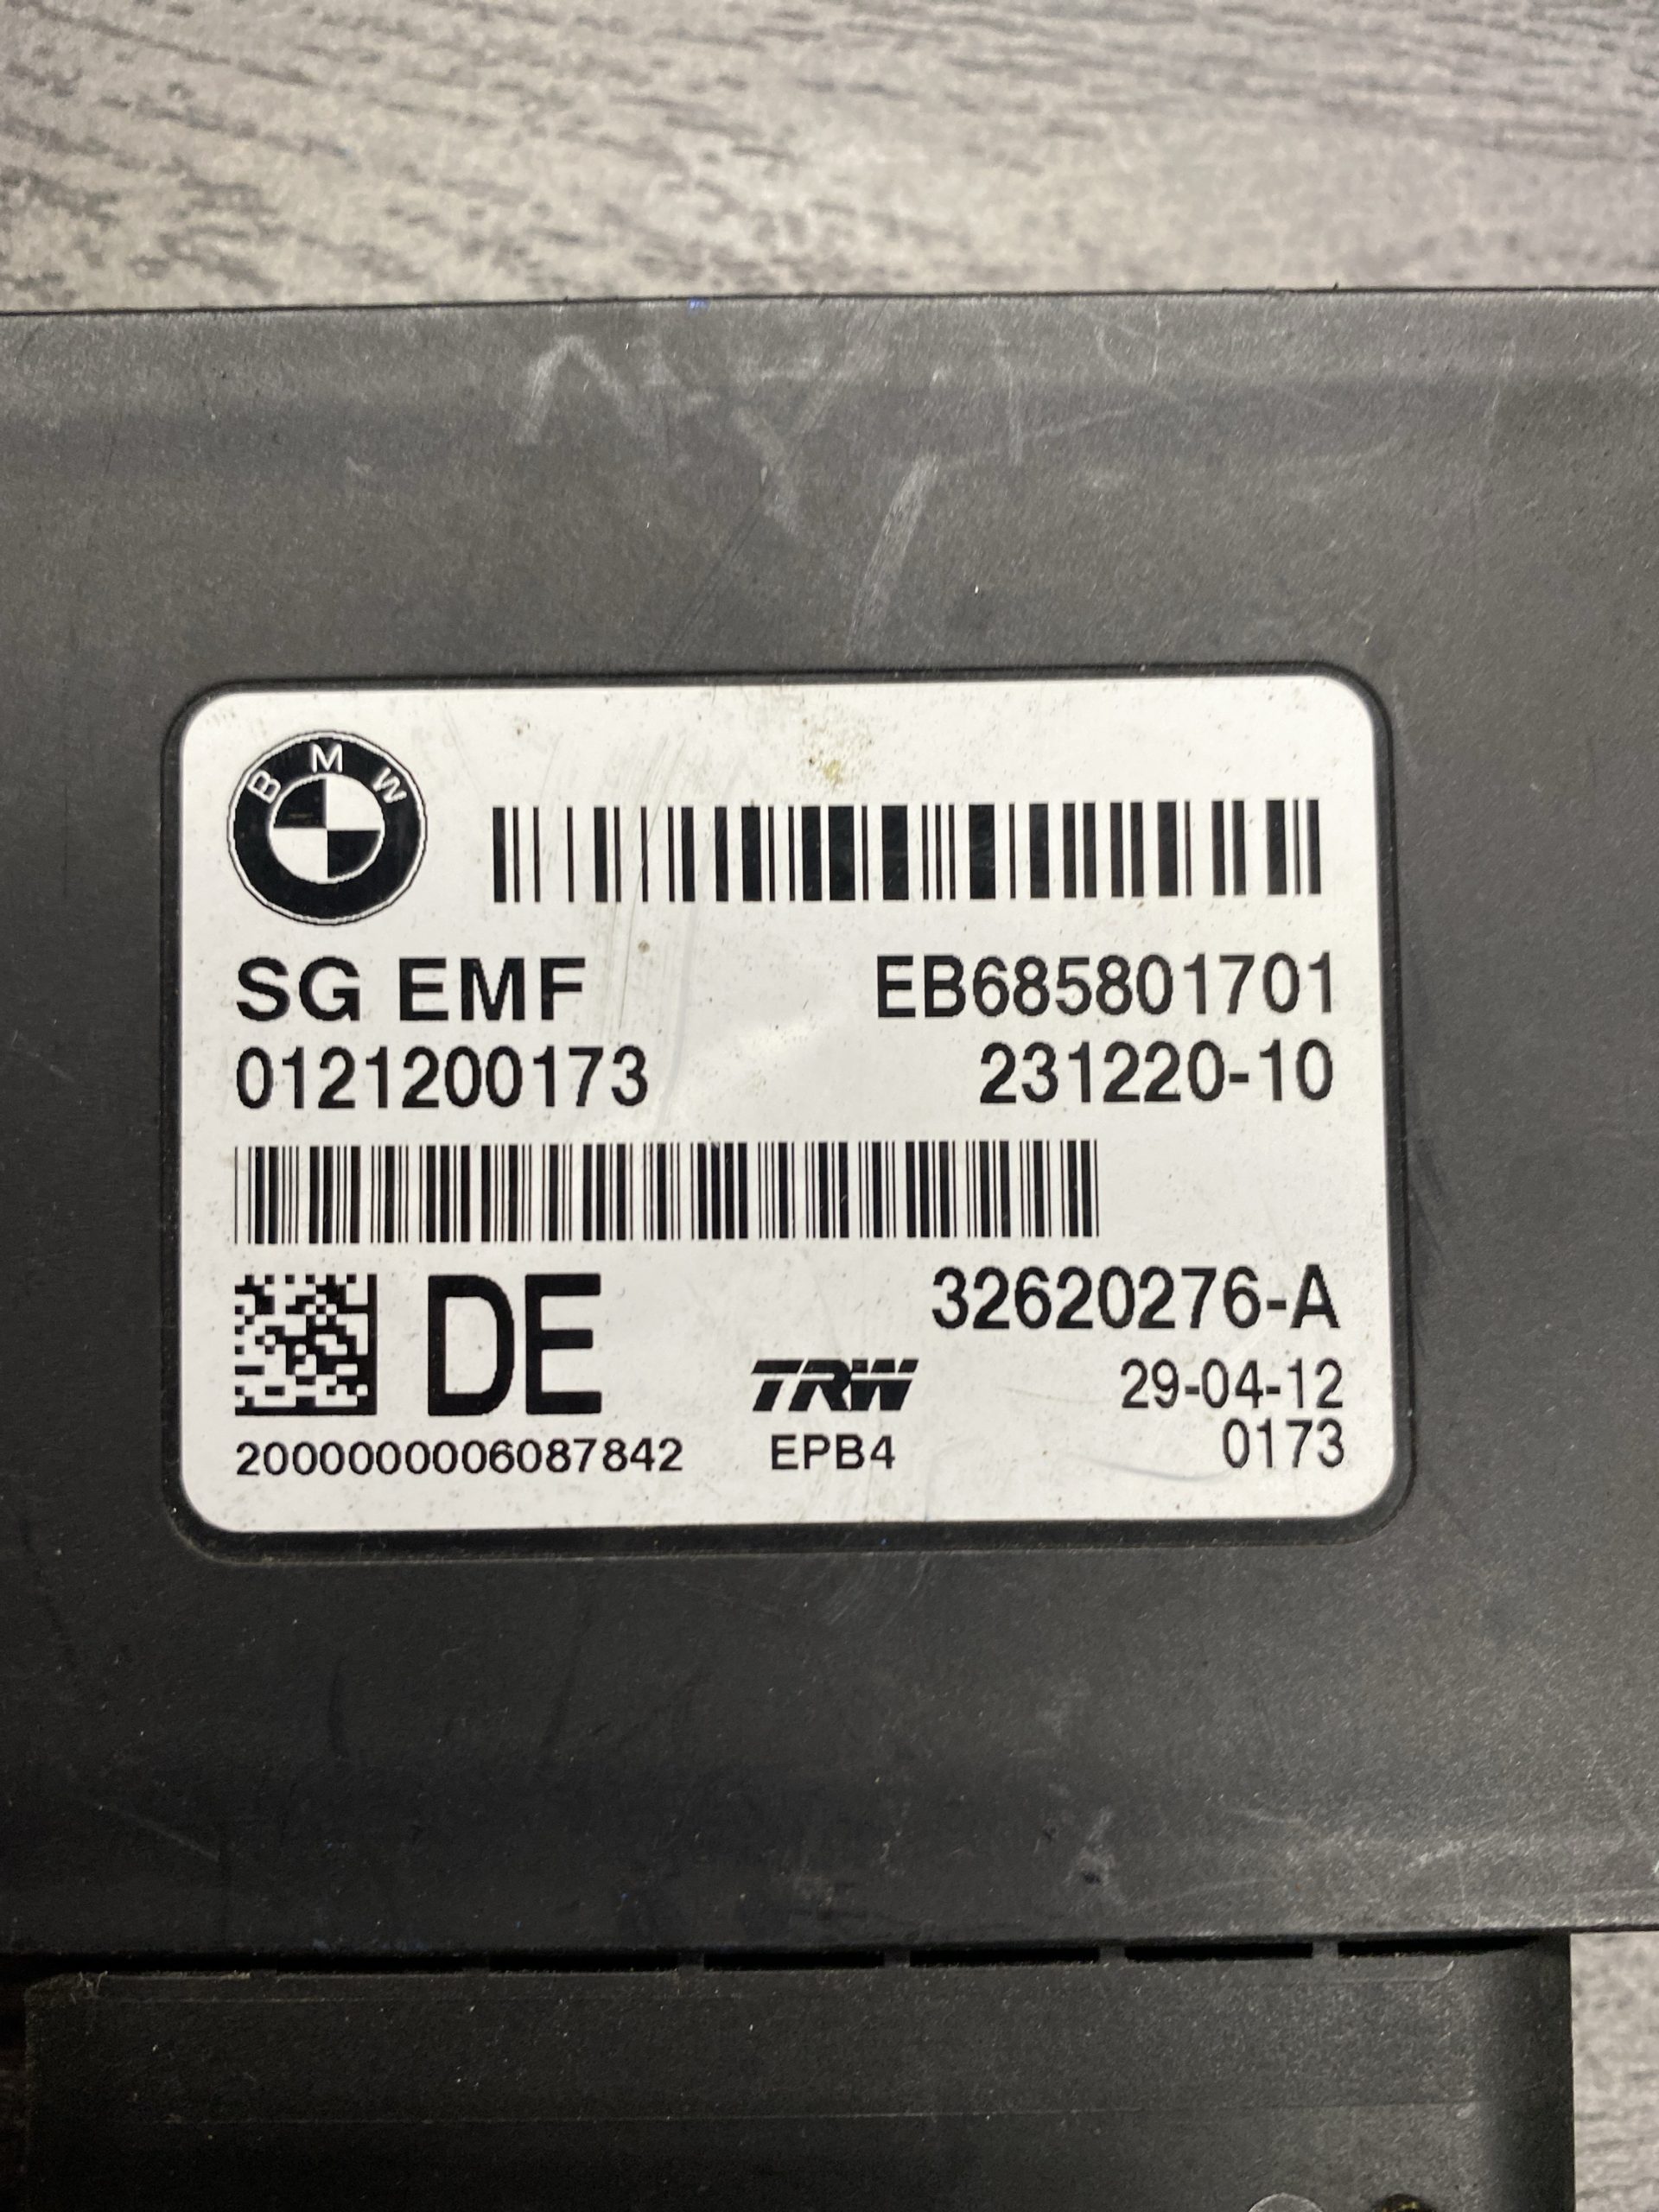 BMW
SG EMF EB685801701
0121200173 231220-10
DE 32620276-A
TRW 29-04-12
2000000006087842 EPB4 0173